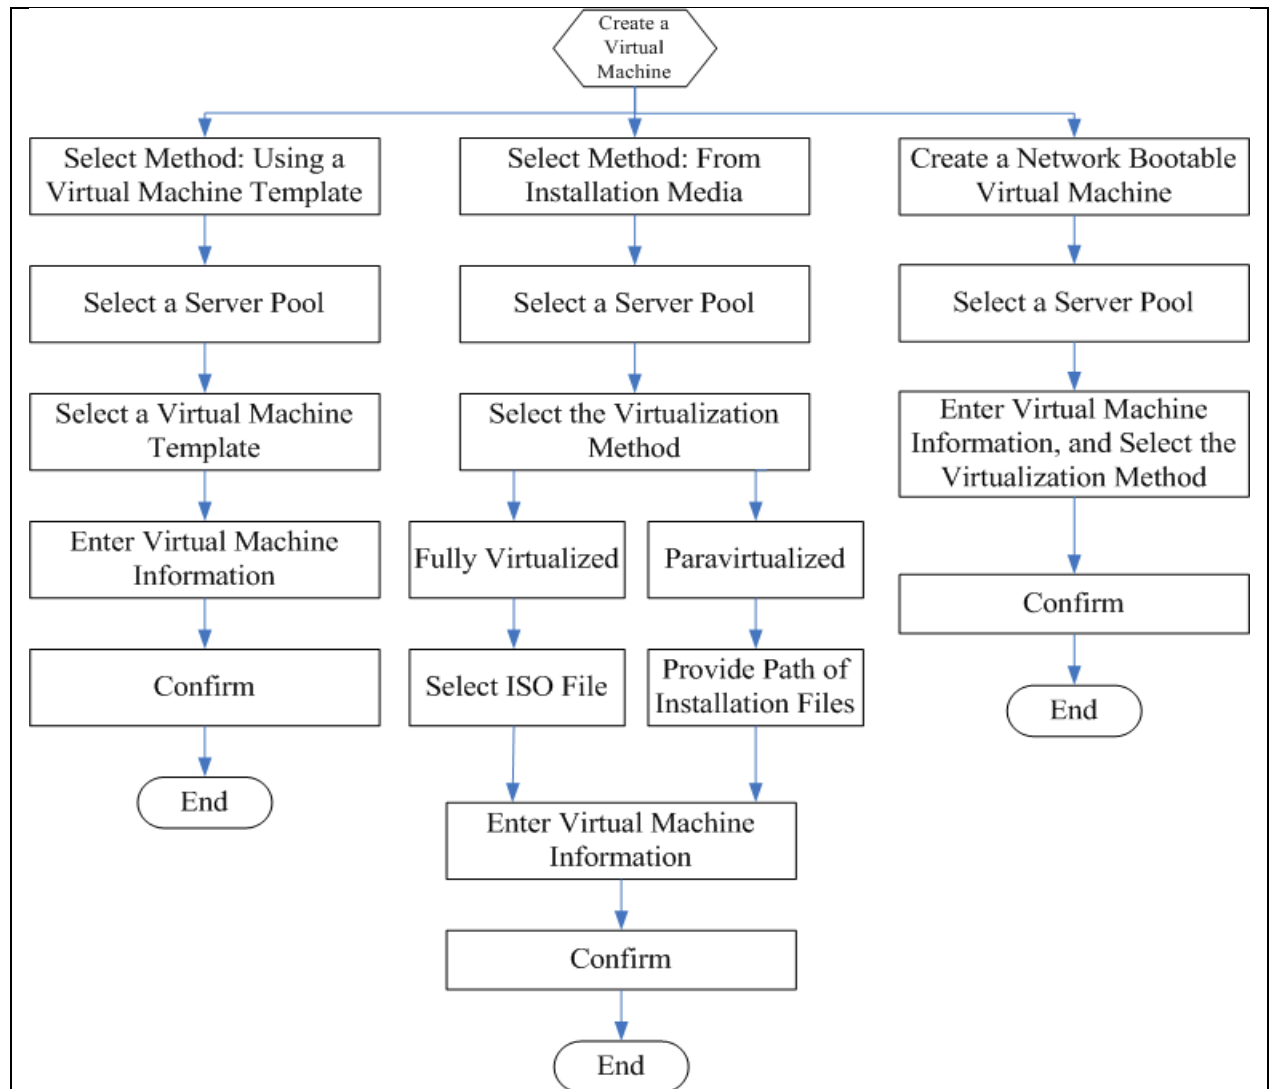 Create a
Virtual
Machine
Select Method: Using a
Virtual Machine Template
Select a Server Pool
Select a Virtual Machine
Template
Enter Virtual Machine
Information
Confirm
End
Select Method: From
Installation Media
Select a Server Pool
Select the Virtualization
Method
Fully Virtualized
Select ISO File
Paravirtualized
Provide Path of
Installation Files
Enter Virtual Machine
Information
Confirm
End
Create a Network Bootable
Virtual Machine
Select a Server Pool
Enter Virtual Machine
Information, and Select the
Virtualization Method
Confirm
End